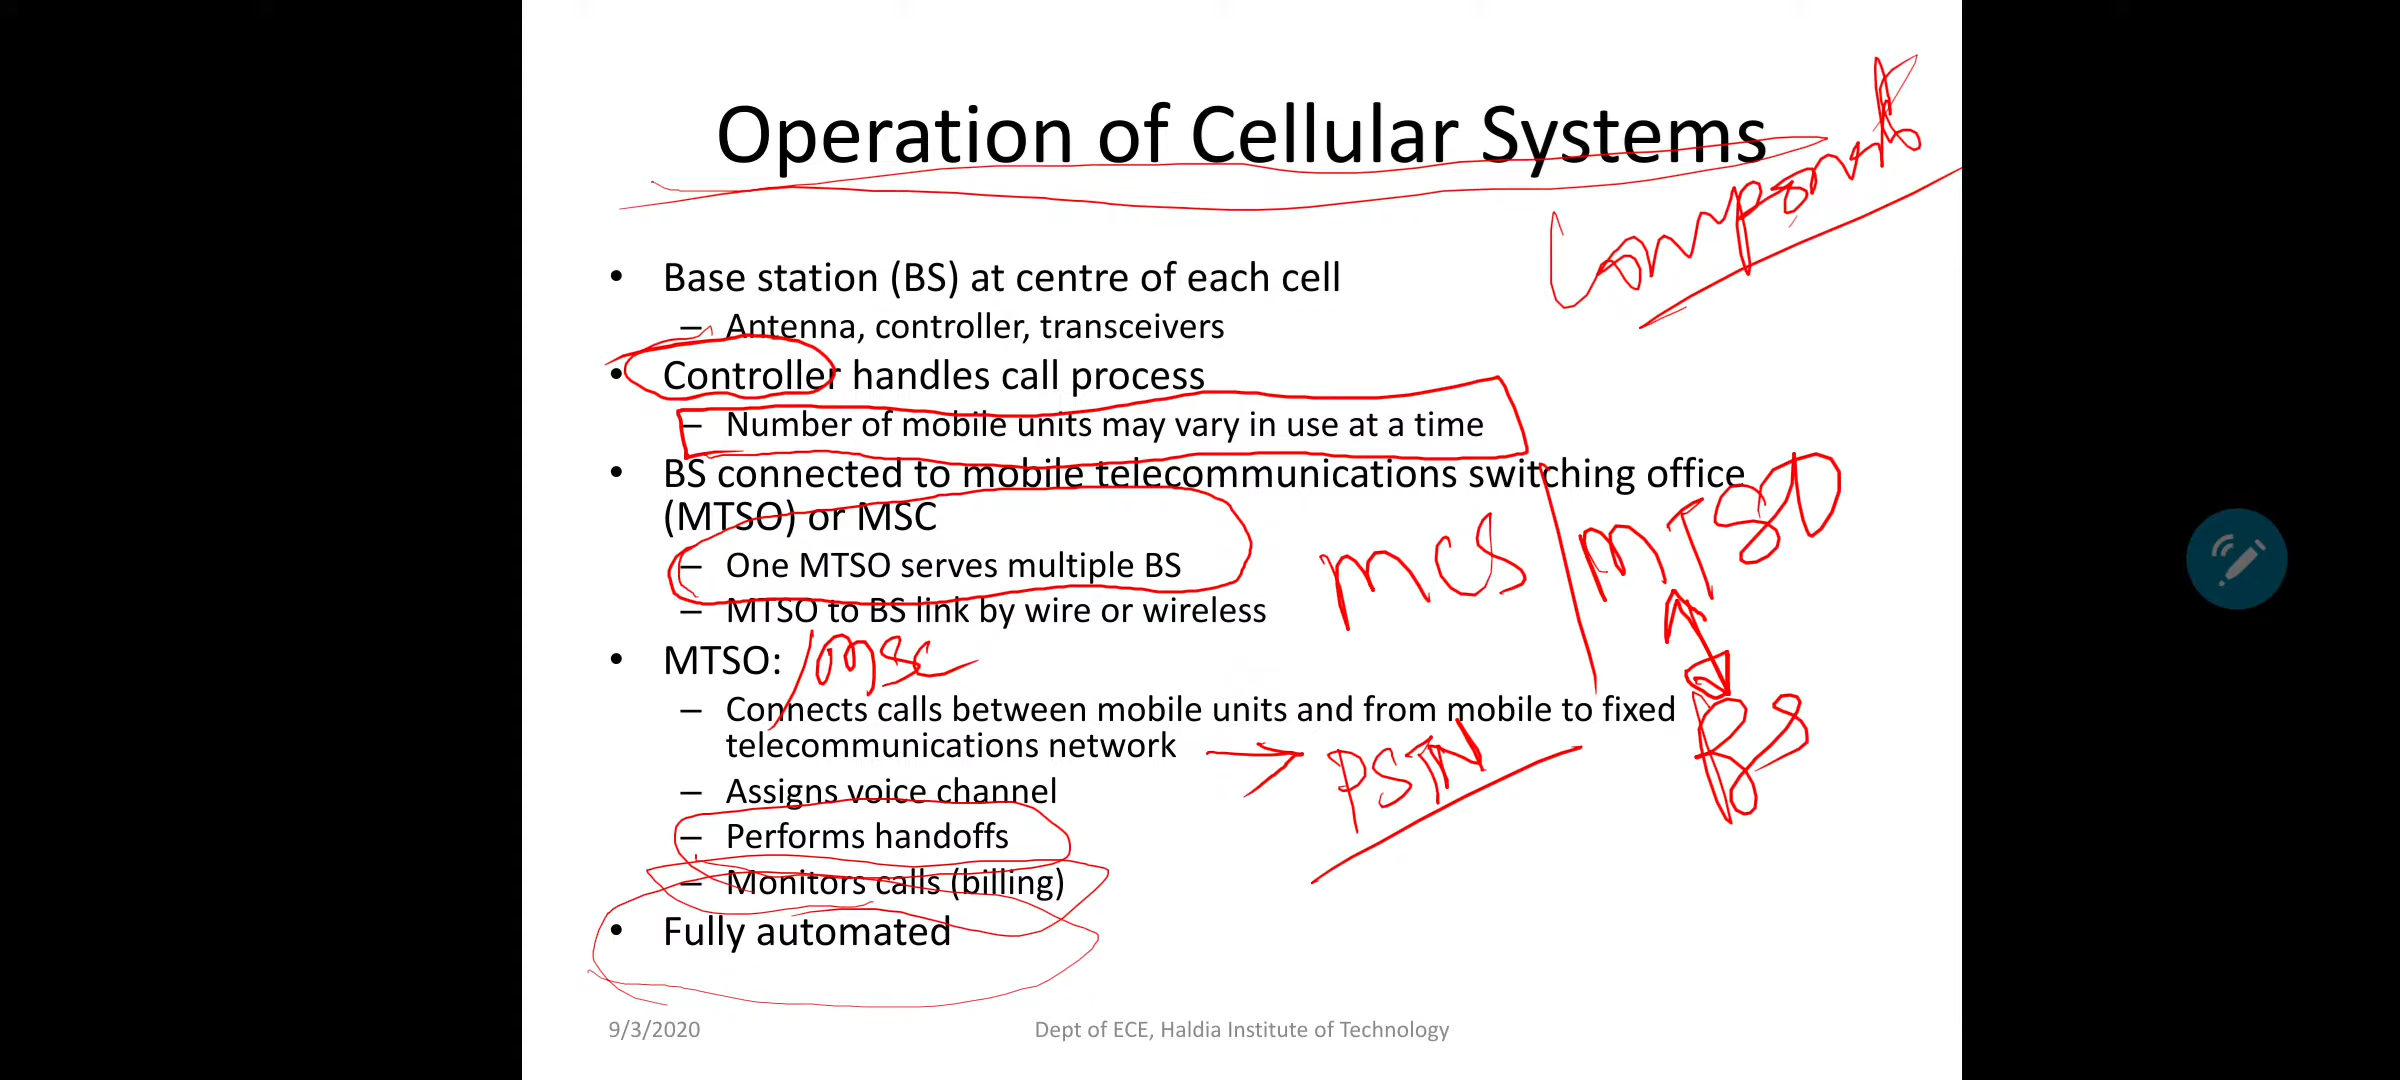 Operation of Cellular Systems
Components
• Base station (BS) at centre of each cell
– Antenna, controller, transceivers
• Controller handles call process
– Number of mobile units may vary in use at a time
• BS connected to mobile telecommunications switching office
(MTSO) or MSC
– One MTSO serves multiple BS
MCS / MTSO
– MTSO to BS link by wire or wireless
• MTSO: /MSC
– Connects calls between mobile units and from mobile to fixed
BS
telecommunications network → PSTN
– Assigns voice channel
– Performs handoffs
– Monitors calls (billing)
• Fully automated
9/3/2020
Dept of ECE, Haldia Institute of Technology